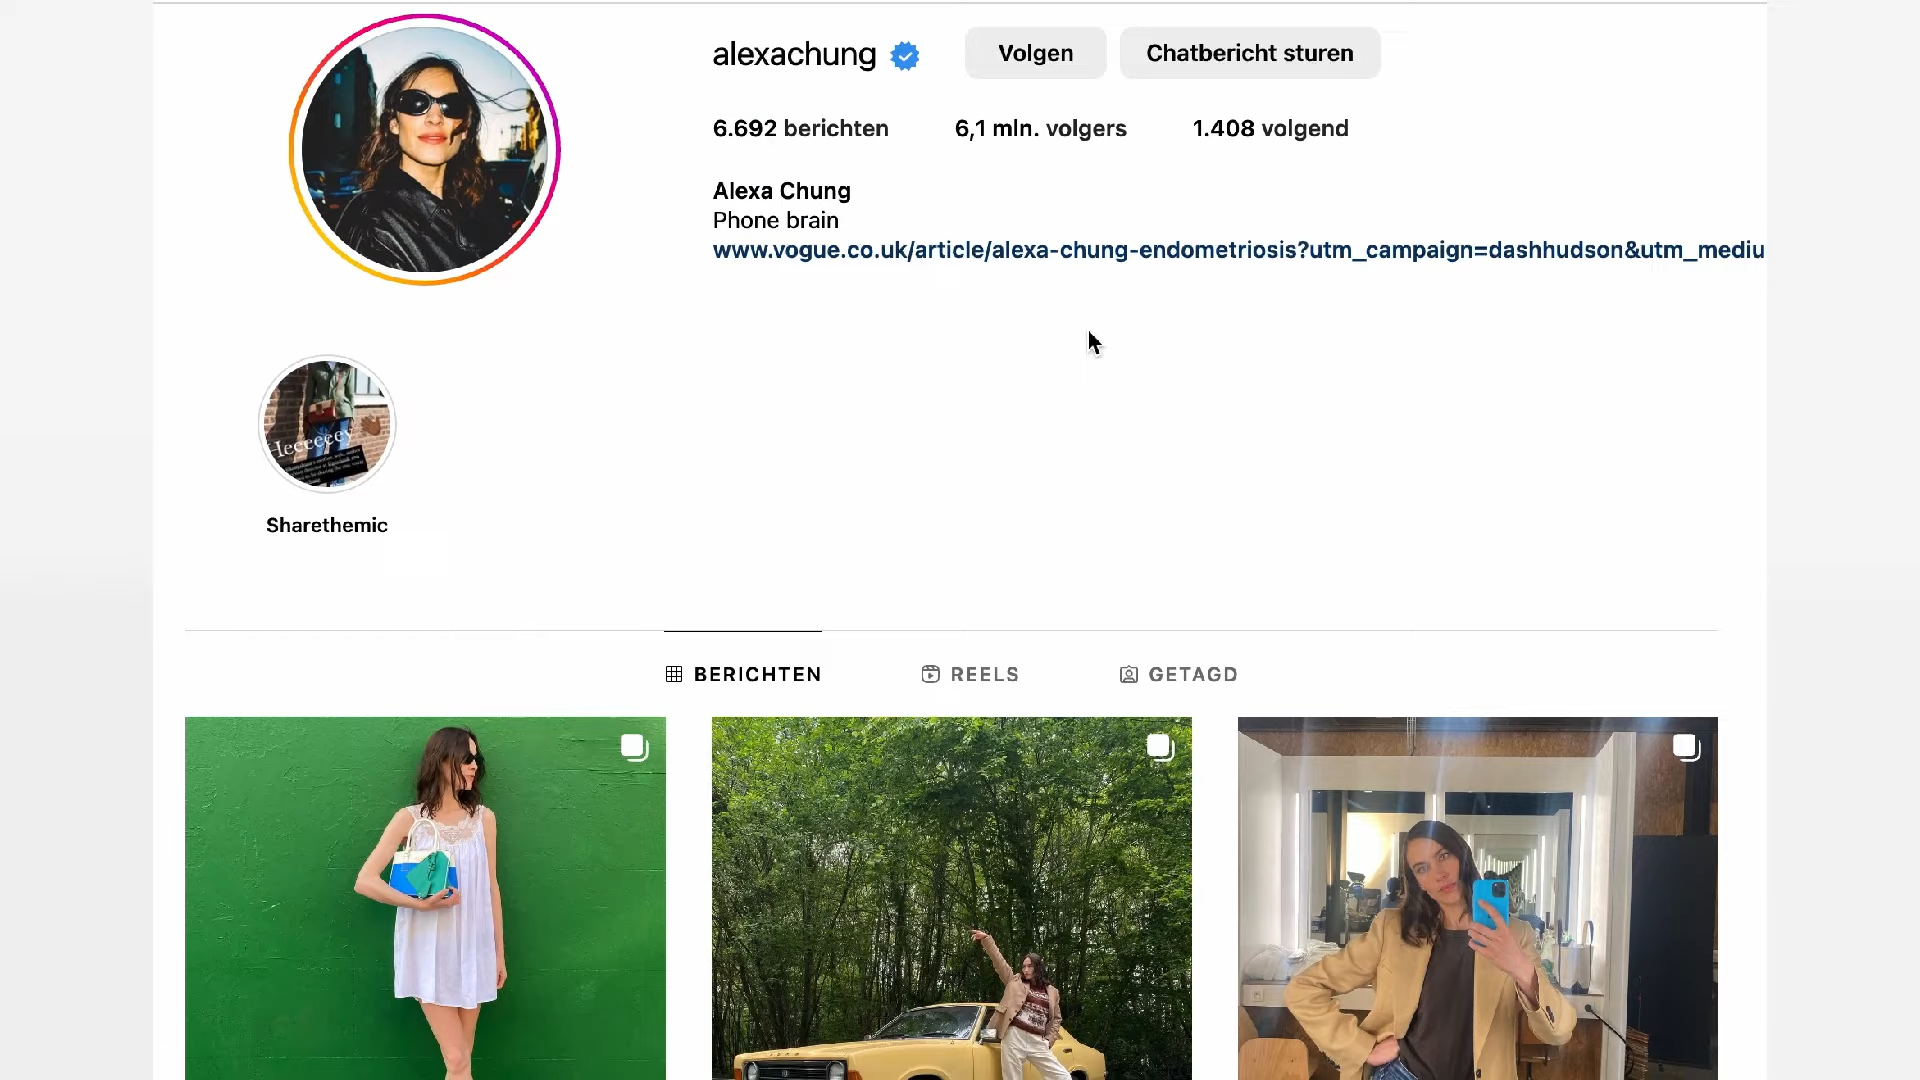 alexachung Volgen Chatbericht sturen
6.692 berichten 6,1 mln. volgers 1.408 volgend
Alexa Chung
Phone brain
www.vogue.co.uk/article/alexa-chung-endometriosis?utm_campaign=dashhudson&utm_mediu
Heeeeeey
Sharethemic
BERICHTEN REELS GETAGD